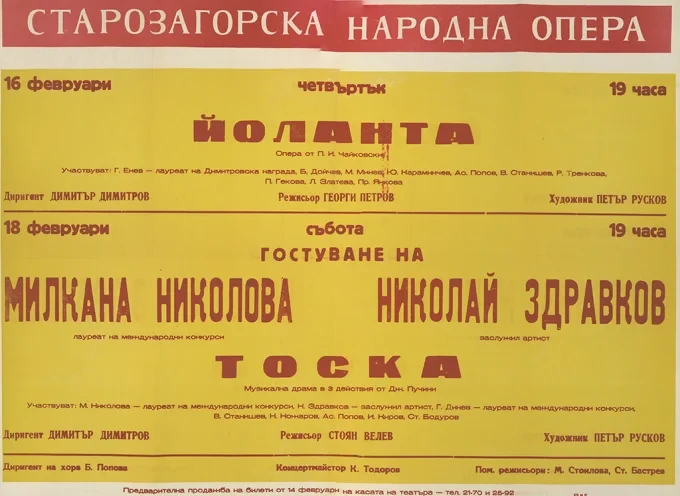 СТАРОЗАГОРСКА НАРОДНА ОПЕРА
16 февруари четвъртък 19 часа
ЙОЛАНТА
Опера от П. И. Чайковски
Участвуват: Г. Енев — лауреат на Димитровска награда, Б. Дойчев, М. Минев, Ю. Караминчев, Ас. Попов, В. Станишев, Р. Тренкова,
П. Гекова, Л. Златева, Пр. Янкова
Диригент ДИМИТЪР ДИМИТРОВ Режисьор ГЕОРГИ ПЕТРОВ Художник ПЕТЪР РУСКОВ
18 февруари събота 19 часа
ГОСТУВАНЕ НА
МИЛКАНА НИКОЛОВА НИКОЛАЙ ЗДРАВКОВ
лауреат на международни конкурси заслужил артист
ТОСКА
Музикална драма в 3 действия от Дж. Пучини
Участвуват: М. Николова — лауреат на международни конкурси, Н. Здравков — заслужил артист, Г. Динев — лауреат на международни конкурси,
В. Станишев, Н. Ножаров, Ас. Попов, И. Киров, Ст. Бодуров
Диригент ДИМИТЪР ДИМИТРОВ Режисьор СТОЯН ВЕЛЕВ Художник ПЕТЪР РУСКОВ
Диригент на хора Б. Попова Концертмайстор К. Тодоров Пом. режисьори: М. Стоилова, Ст. Бастрев
Предварителна продажба на билети от 14 февруари на касата на театъра — тел. 21-70 и 25-92